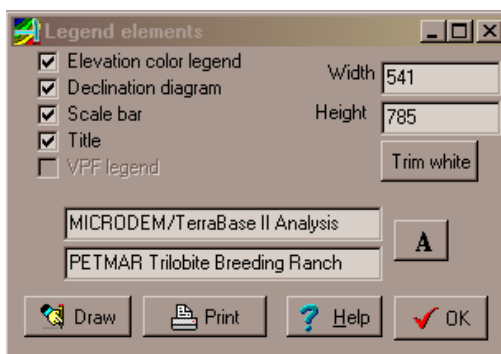 Legend elements
Elevation color legend
Declination diagram
Scale bar
Title
VPF legend
Width 541
Height 785
Trim white
MICRODEM/TerraBase II Analysis
PETMAR Trilobite Breeding Ranch
A
Draw Print Help OK